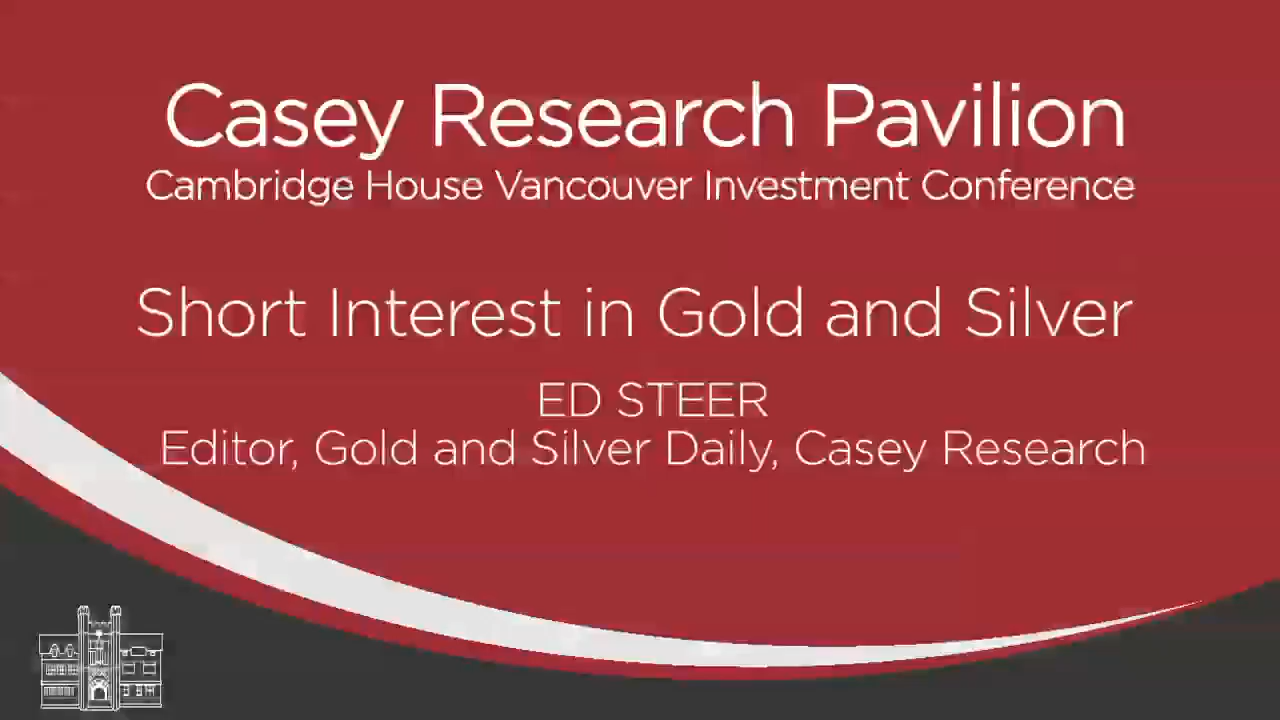 Casey Research Pavilion
Cambridge House Vancouver Investment Conference
Short Interest in Gold and Silver
ED STEER
Editor, Gold and Silver Daily, Casey Research